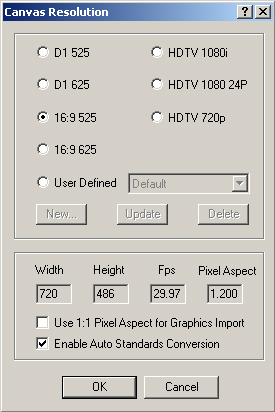 Canvas Resolution
D1 525
HDTV 1080i
D1 625
HDTV 1080 24P
16:9 525
HDTV 720p
16:9 625
User Defined
Default
New...
Update
Delete
Width
Height
Fps
Pixel Aspect
720
486
29.97
1.200
Use 1:1 Pixel Aspect for Graphics Import
Enable Auto Standards Conversion
OK
Cancel